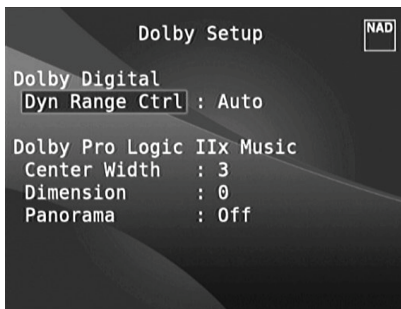 Dolby Setup
NAD
Dolby Digital
Dyn Range Ctrl : Auto
Dolby Pro Logic IIx Music
Center Width : 3
Dimension : 0
Panorama : Off